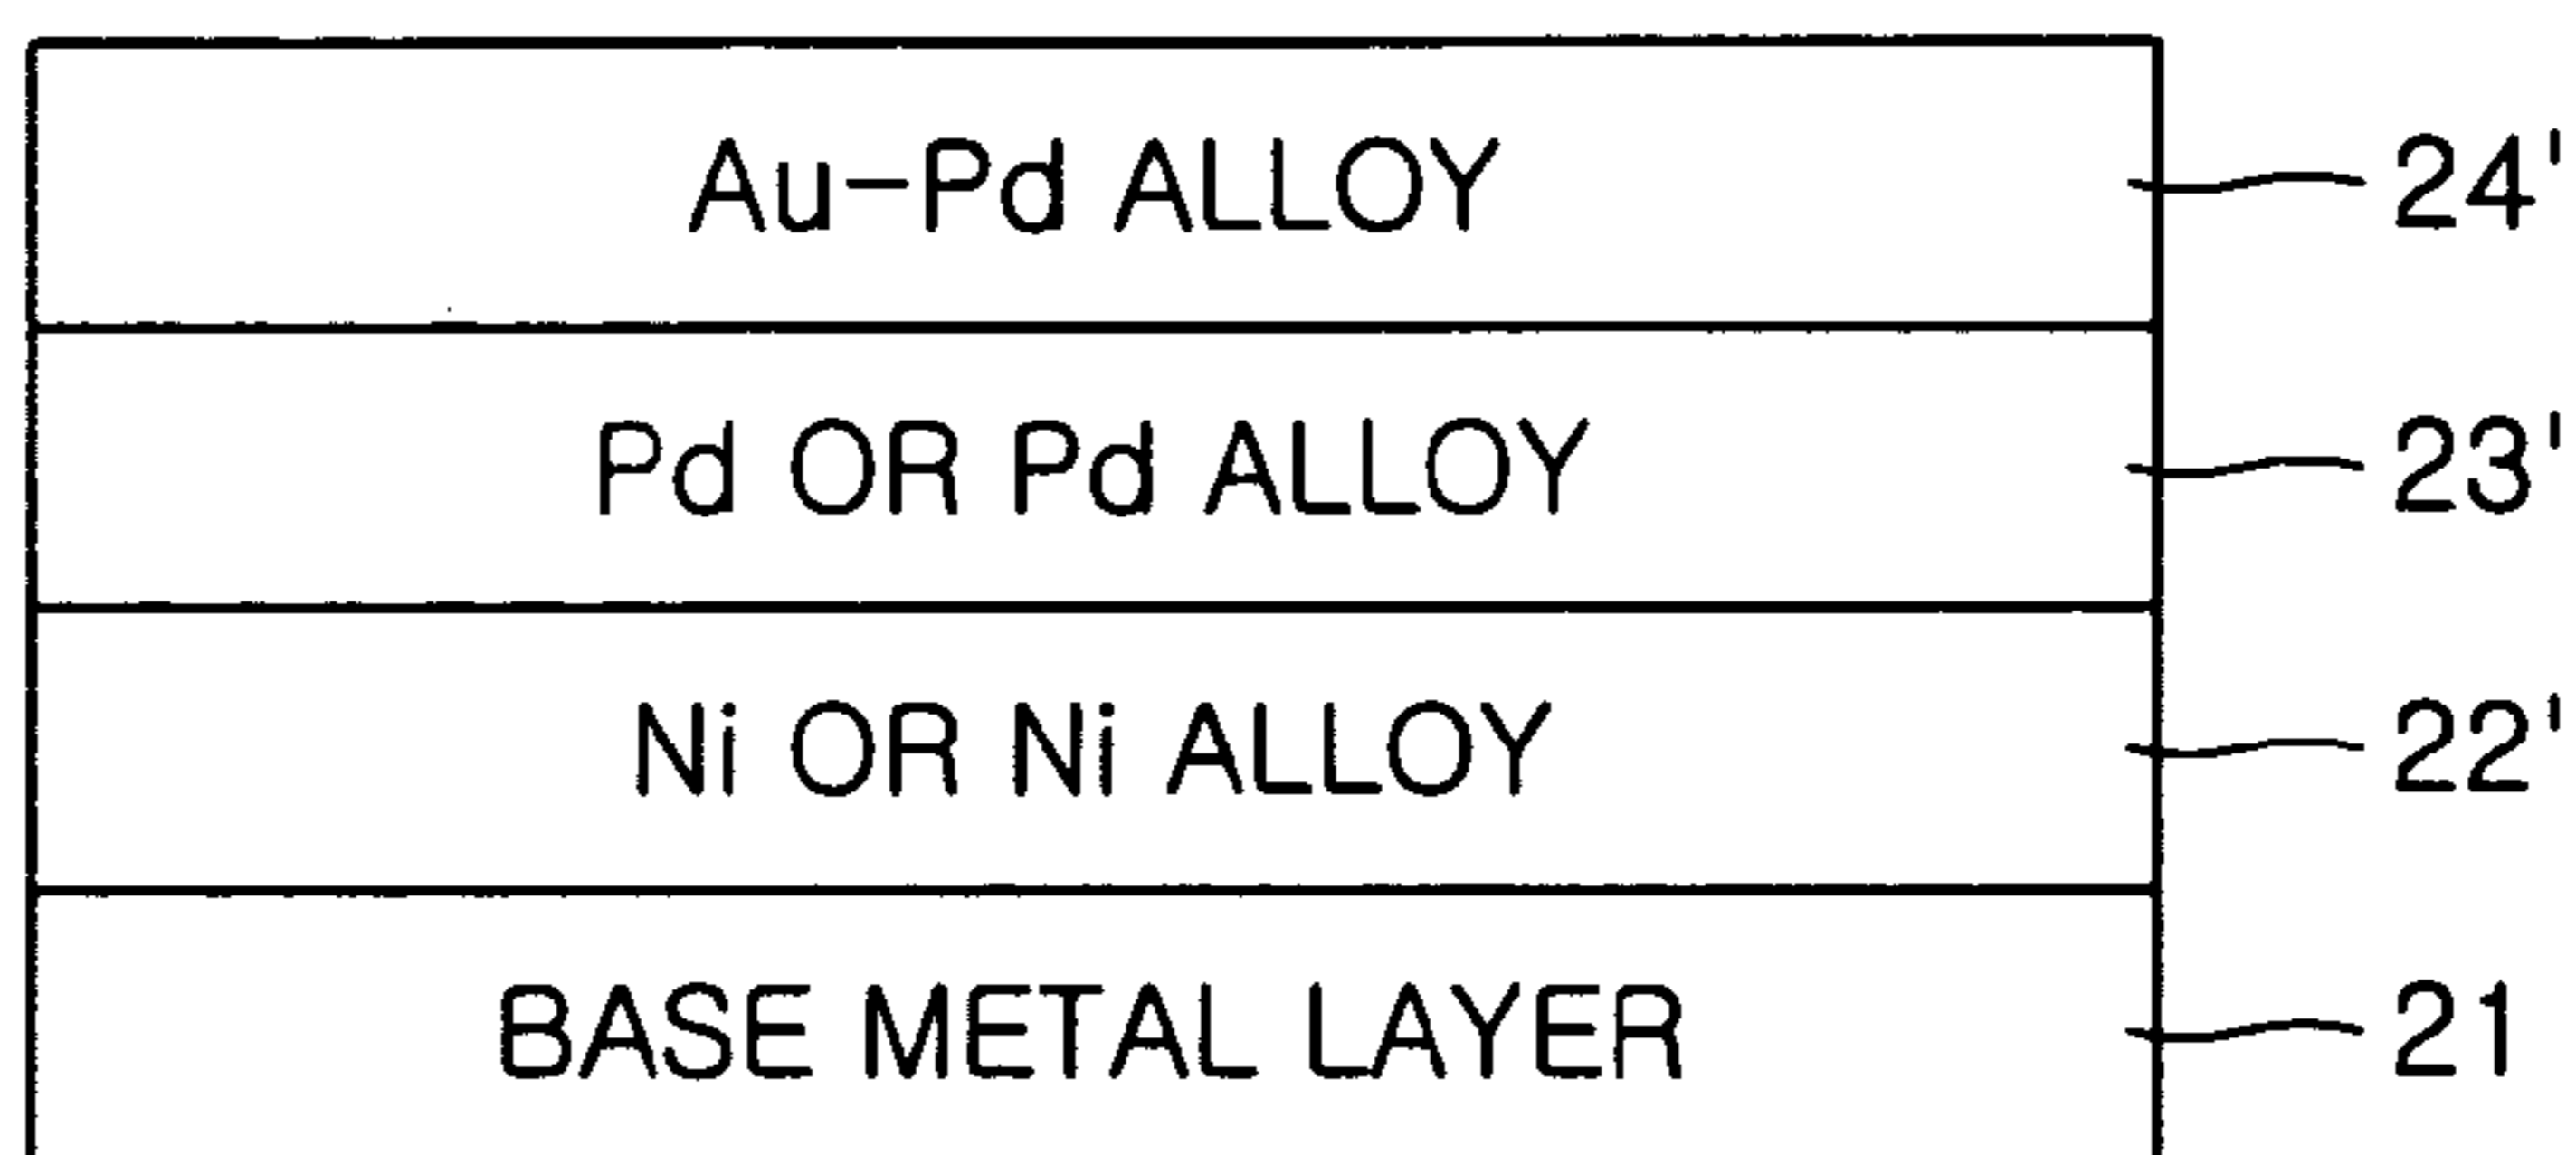 Au-Pd ALLOY 24'
Pd OR Pd ALLOY 23'
Ni OR Ni ALLOY 22'
BASE METAL LAYER 21